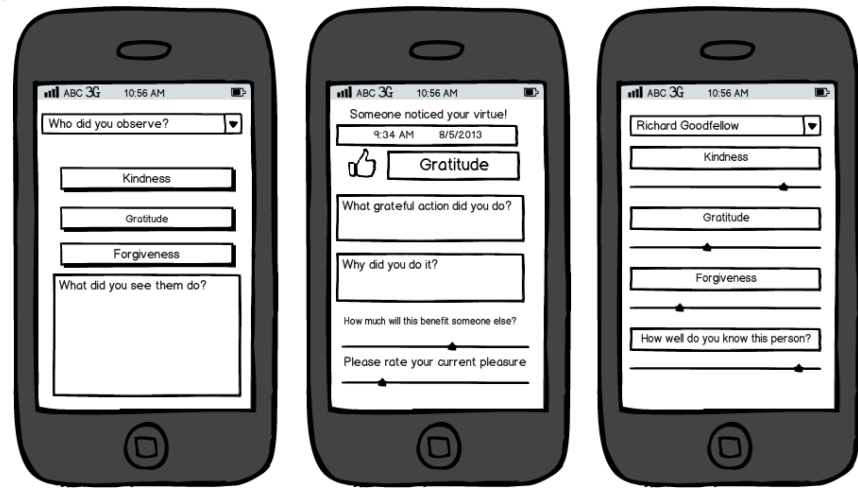 ABC 3G 10:56 AM
Who did you observe?
Kindness
Gratitude
Forgiveness
What did you see them do?
ABC 3G 10:56 AM
Someone noticed your virtue!
9:34 AM 8/5/2013
Gratitude
What grateful action did you do?
Why did you do it?
How much will this benefit someone else?
Please rate your current pleasure
ABC 3G 10:56 AM
Richard Goodfellow
Kindness
Gratitude
Forgiveness
How well do you know this person?